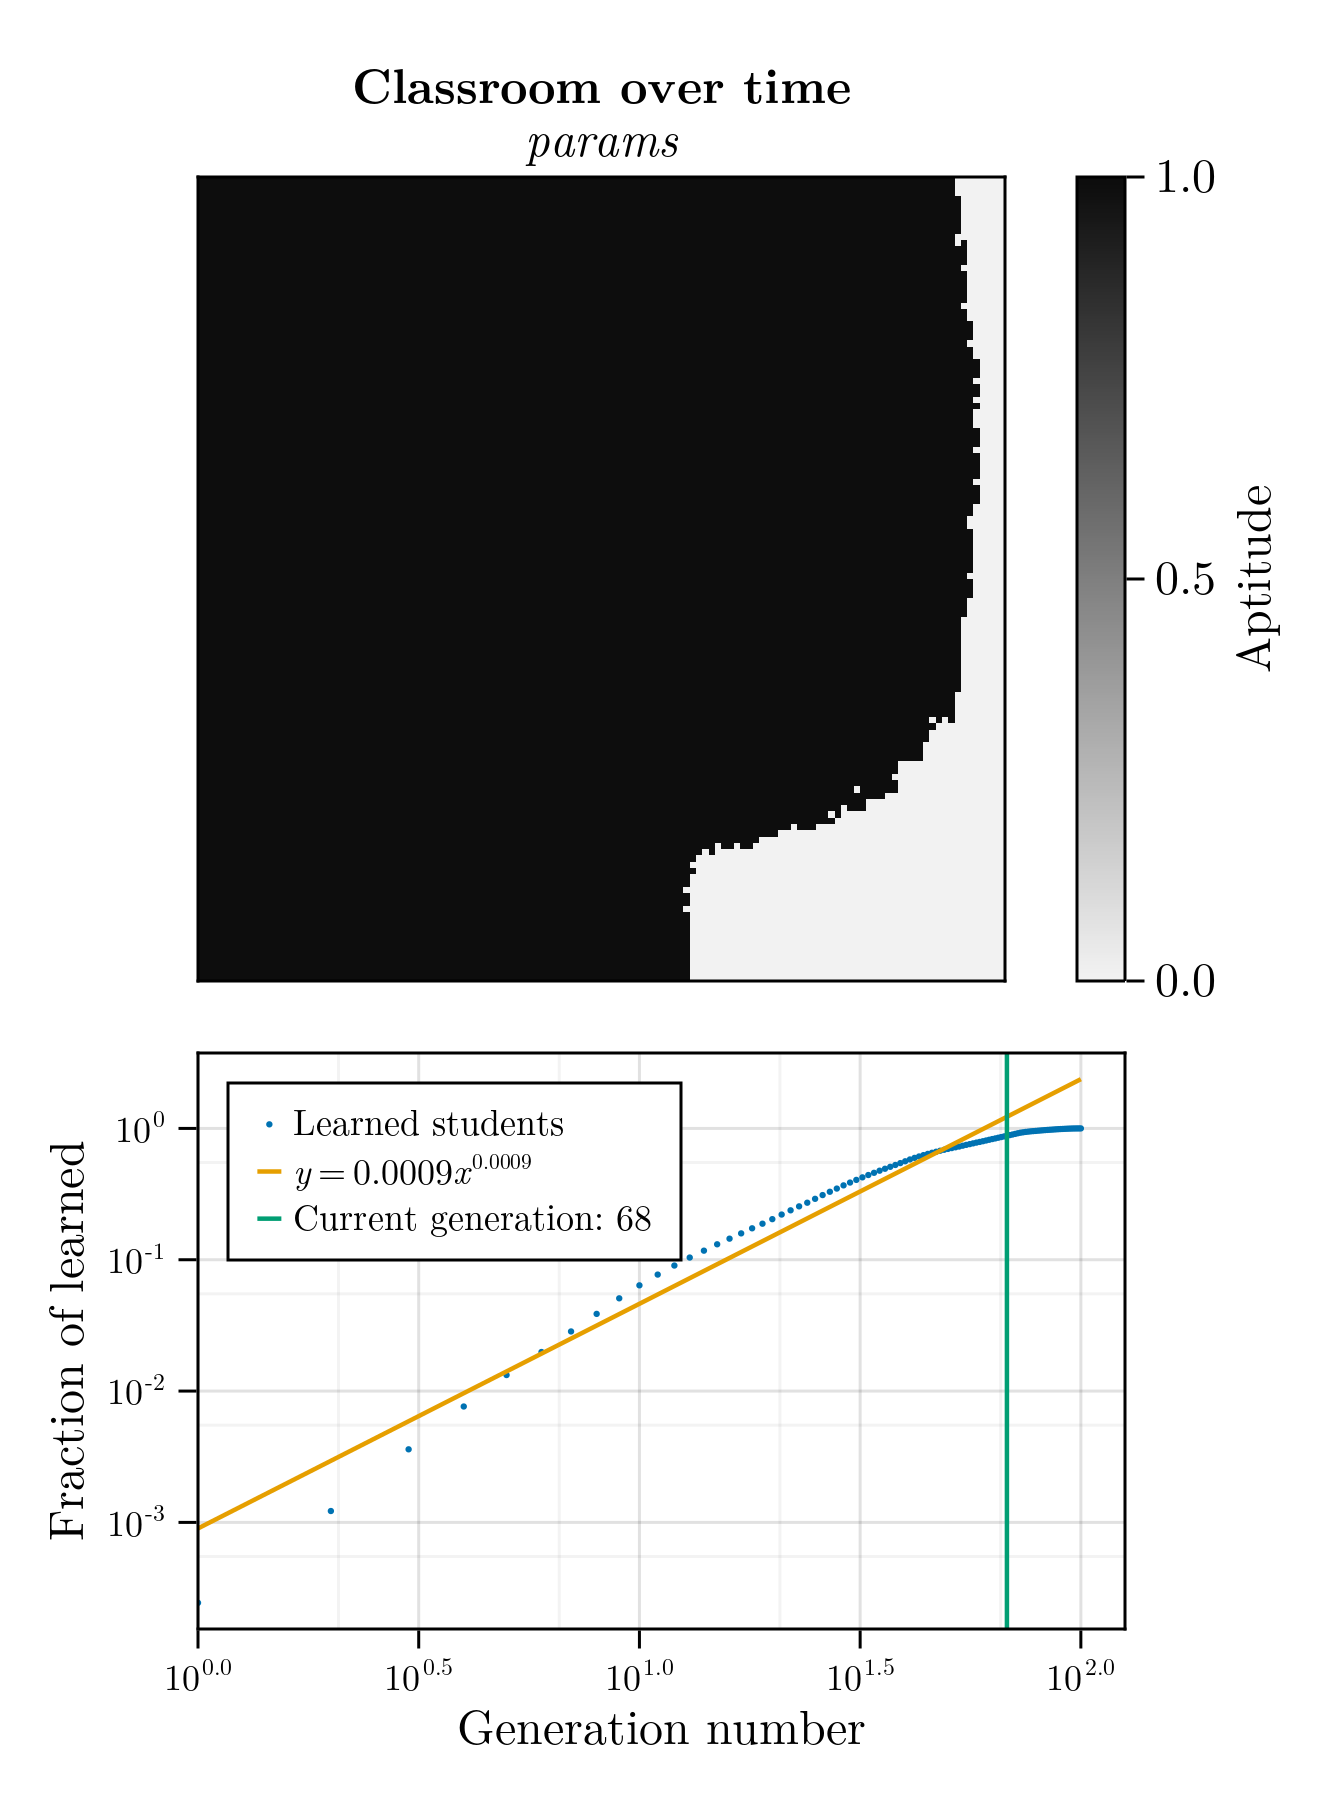 Classroom over time
params
1.0
0.5
0.0
Aptitude
Learned students
y = 0.0009x^0.0009
Current generation: 68
10^0
10^-1
10^-2
10^-3
Fraction of learned
10^0.0 10^0.5 10^1.0 10^1.5 10^2.0
Generation number